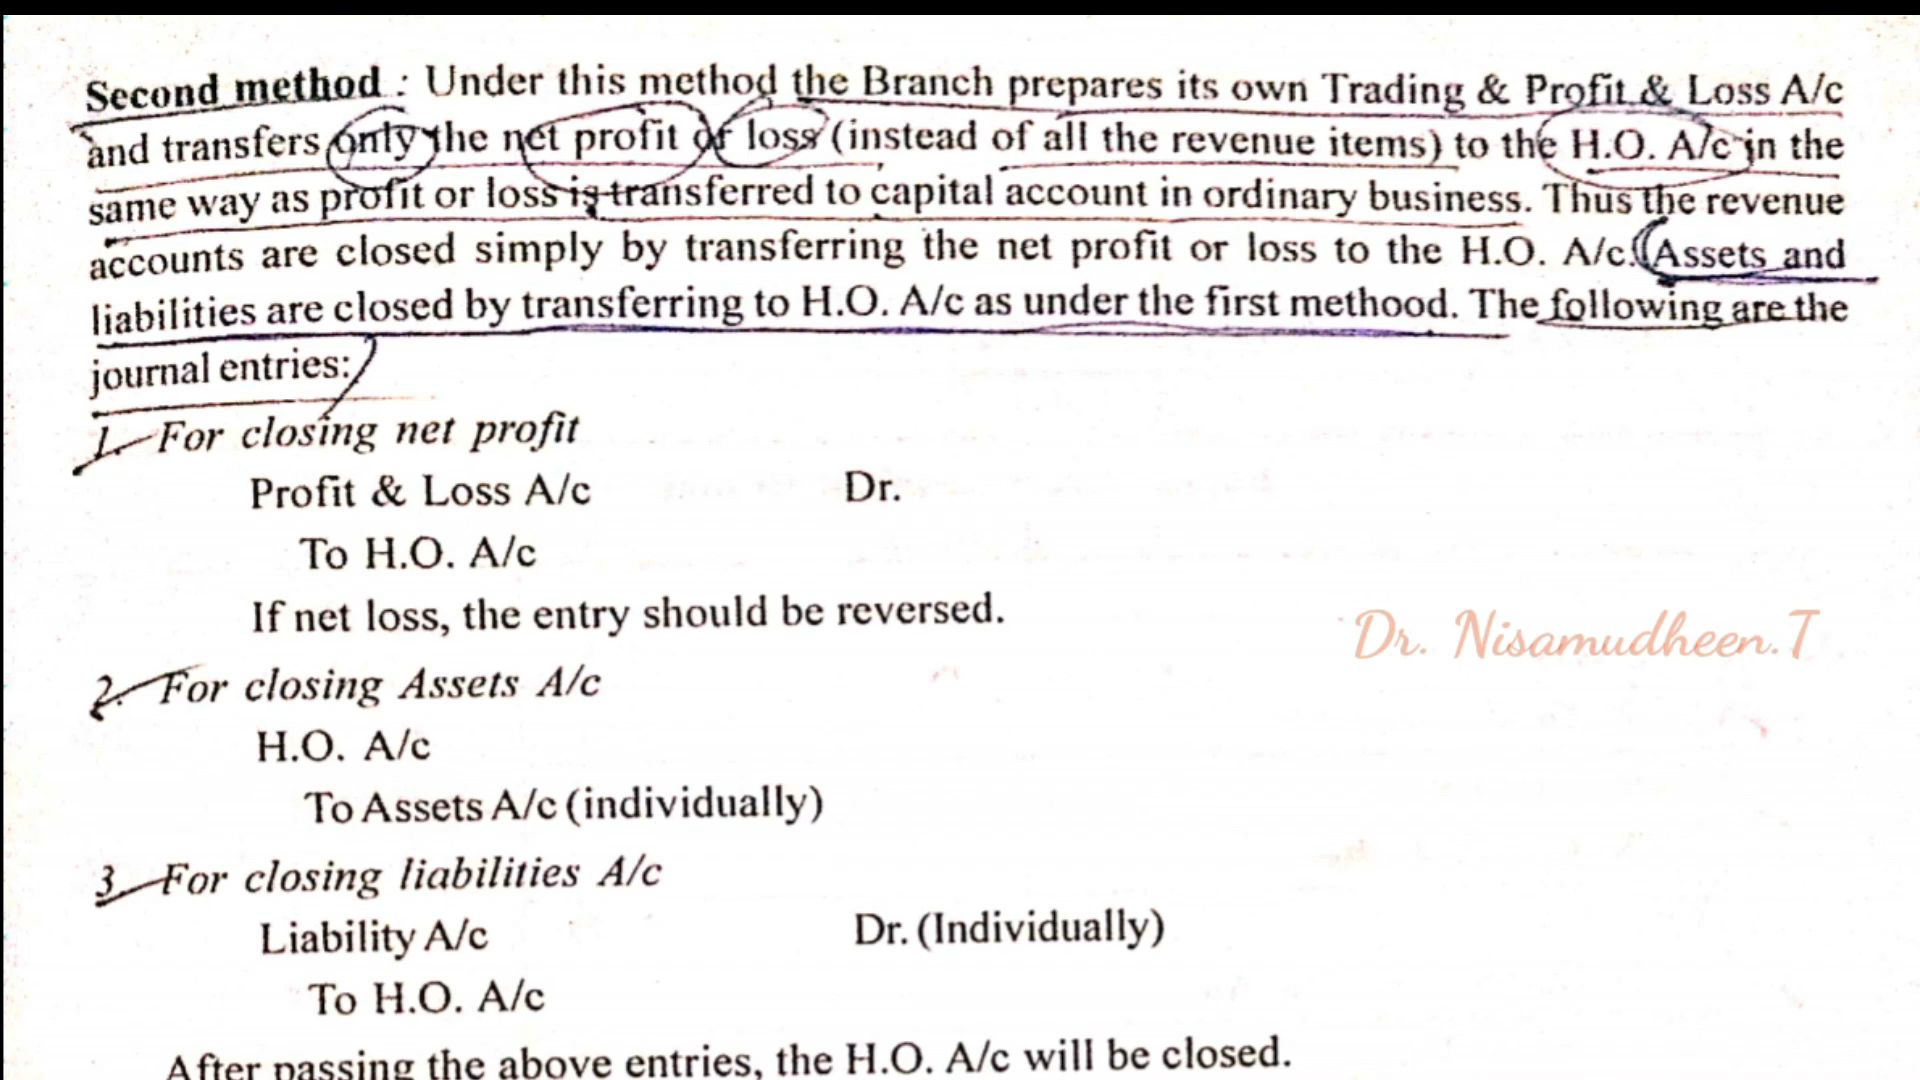 Second method : Under this method the Branch prepares its own Trading & Profit & Loss A/c
and transfers only the net profit or loss (instead of all the revenue items) to the H.O. A/c in the
same way as profit or loss is transferred to capital account in ordinary business. Thus the revenue
accounts are closed simply by transferring the net profit or loss to the H.O. A/c. Assets and
liabilities are closed by transferring to H.O. A/c as under the first methood. The following are the
journal entries:
1. For closing net profit
Profit & Loss A/c Dr.
To H.O. A/c
If net loss, the entry should be reversed.
Dr. Nisamudheen.T
2. For closing Assets A/c
H.O. A/c
To Assets A/c (individually)
3. For closing liabilities A/c
Liability A/c Dr. (Individually)
To H.O. A/c
After passing the above entries, the H.O. A/c will be closed.